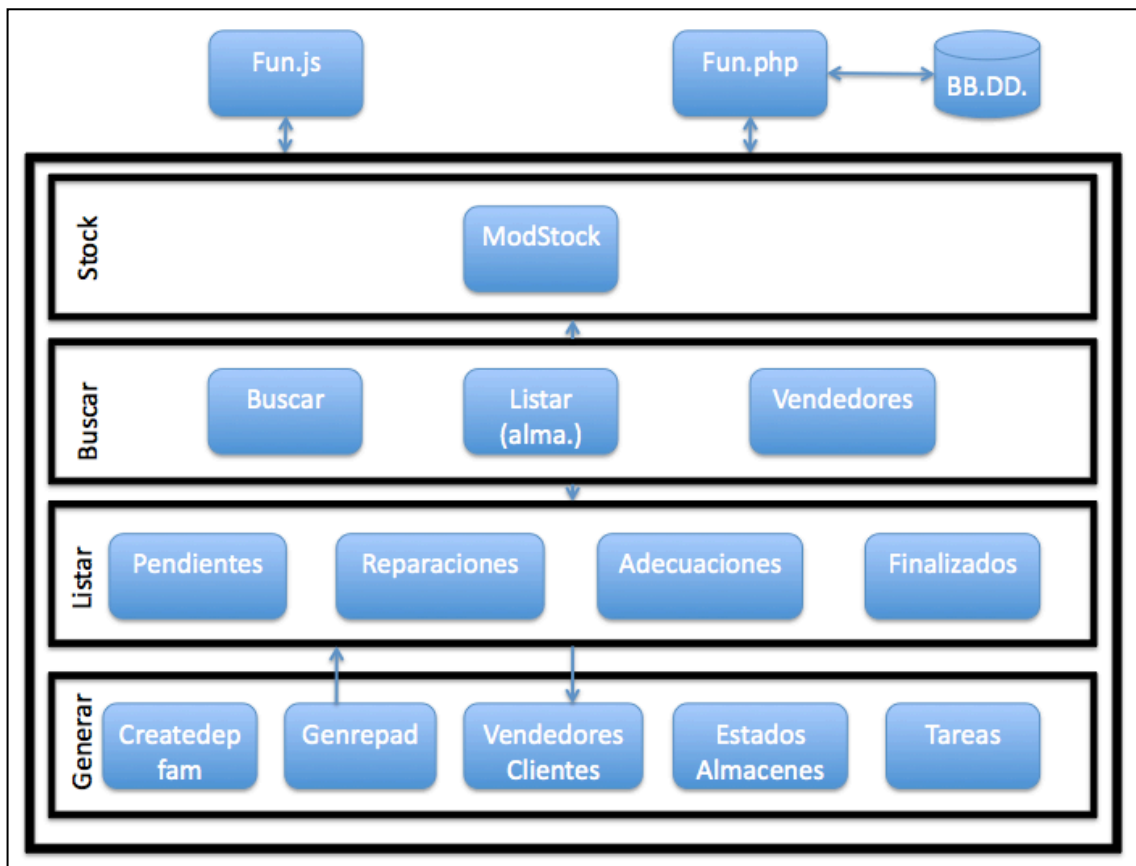 Fun.js
Fun.php
BB.DD.
Stock
ModStock
Buscar
Buscar
Listar
(alma.)
Vendedores
Listar
Pendientes
Reparaciones
Adecuaciones
Finalizados
Generar
Createdep
fam
Genrepad
Vendedores
Clientes
Estados
Almacenes
Tareas